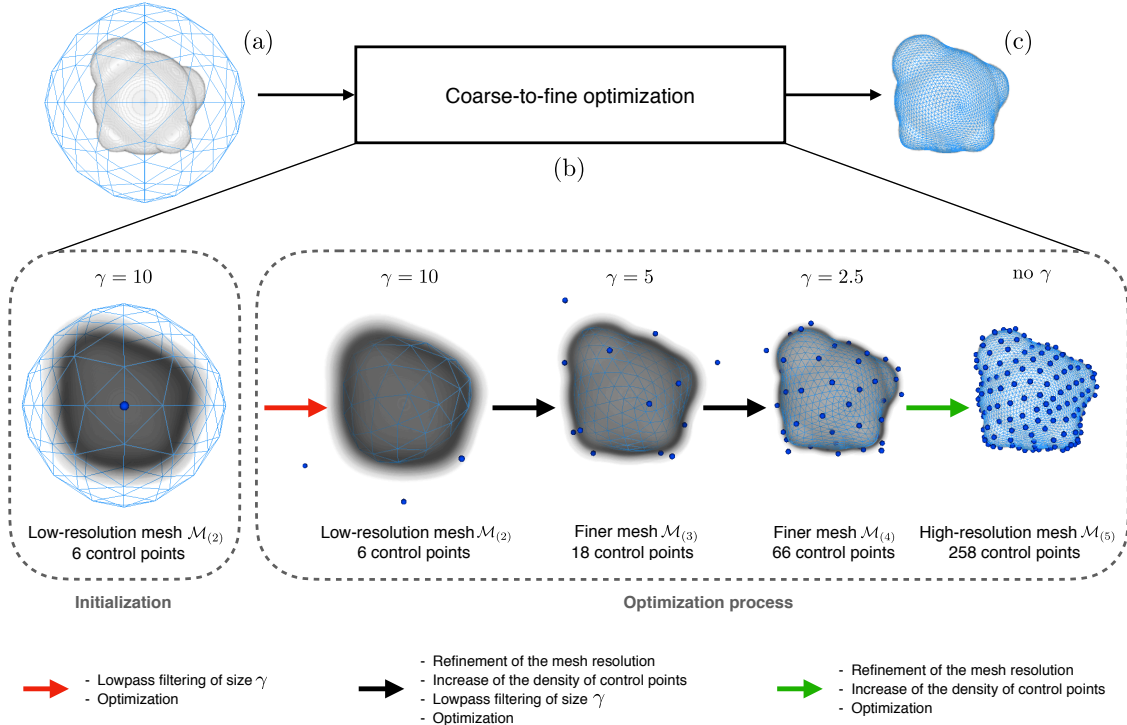 (a)
(c)
Coarse-to-fine optimization
(b)
γ = 10
γ = 10
γ = 5
γ = 2.5
no γ
Low-resolution mesh M(2)
6 control points
Low-resolution mesh M(2)
6 control points
Finer mesh M(3)
18 control points
Finer mesh M(4)
66 control points
High-resolution mesh M(5)
258 control points
Initialization
Optimization process
- Lowpass filtering of size γ
- Optimization
- Refinement of the mesh resolution
- Increase of the density of control points
- Lowpass filtering of size γ
- Optimization
- Refinement of the mesh resolution
- Increase of the density of control points
- Optimization